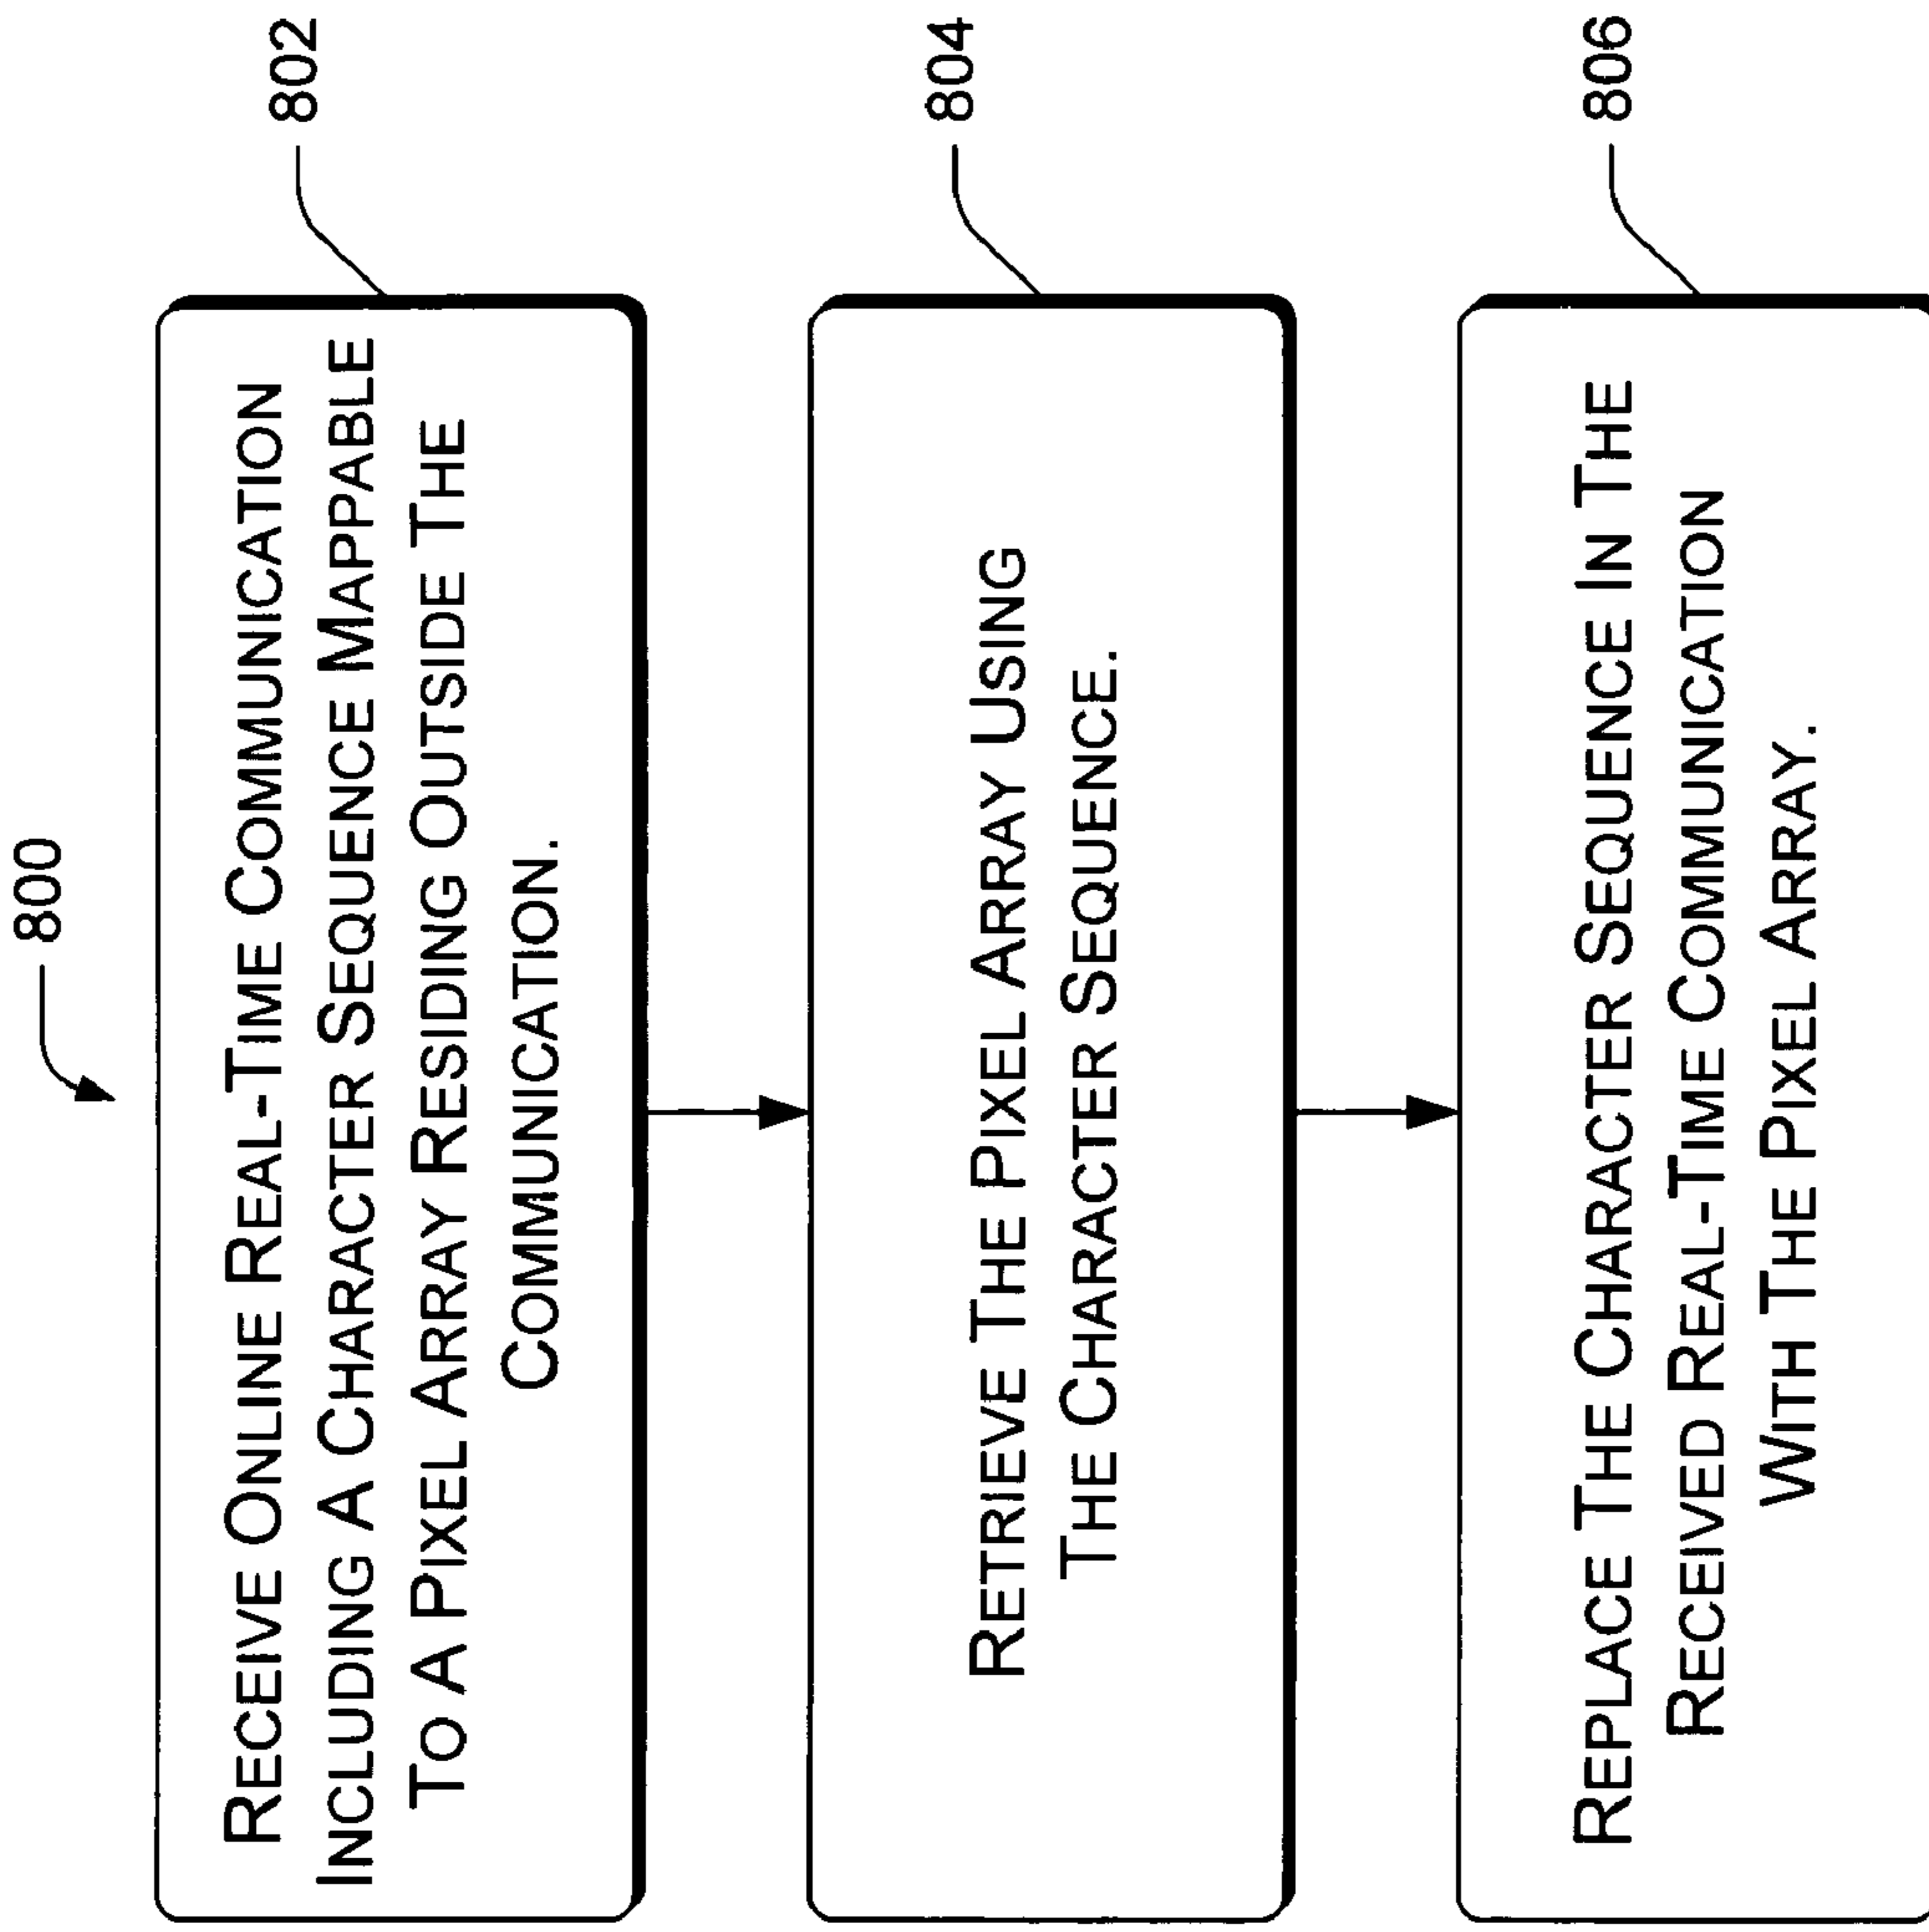 800
RECEIVE ONLINE REAL-TIME COMMUNICATION
INCLUDING A CHARACTER SEQUENCE MAPPABLE
TO A PIXEL ARRAY RESIDING OUTSIDE THE
COMMUNICATION.
802
RETRIEVE THE PIXEL ARRAY USING
THE CHARACTER SEQUENCE.
804
REPLACE THE CHARACTER SEQUENCE IN THE
RECEIVED REAL-TIME COMMUNICATION
WITH THE PIXEL ARRAY.
806